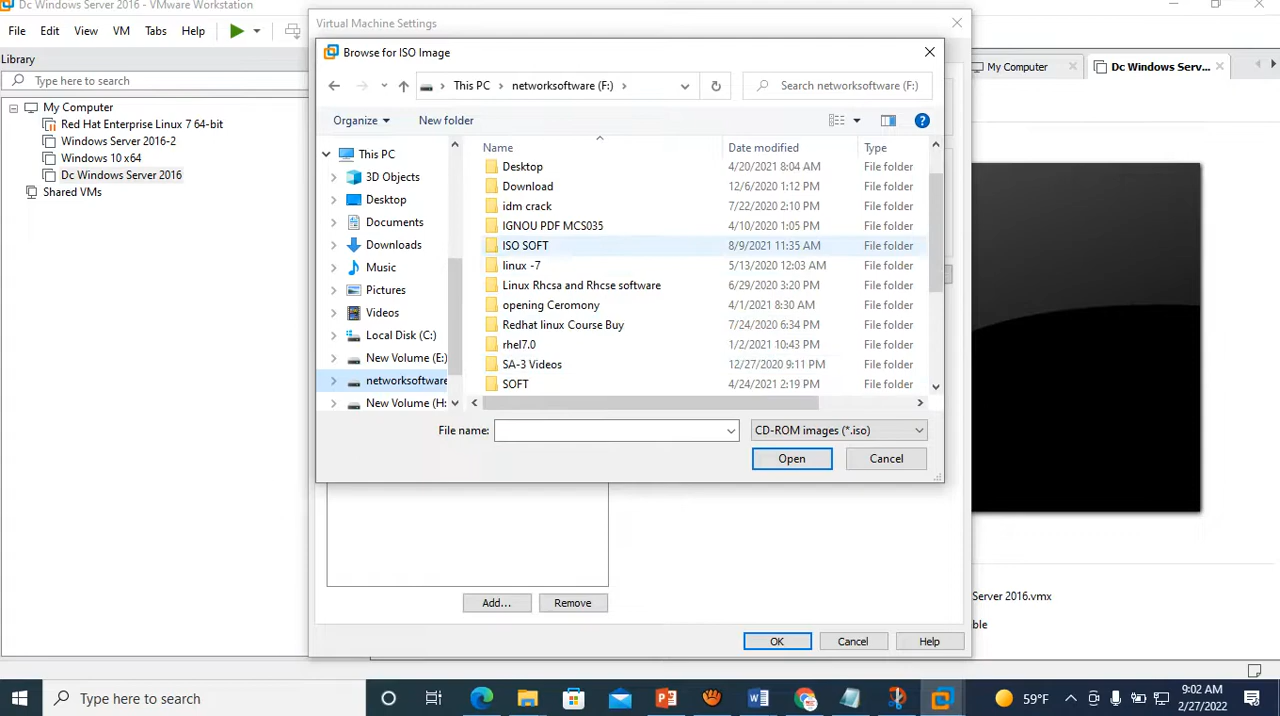 Dc Windows Server 2016 - VMware Workstation
File Edit View VM Tabs Help
Library
Type here to search
My Computer
Red Hat Enterprise Linux 7 64-bit
Windows Server 2016-2
Windows 10 x64
Dc Windows Server 2016
Shared VMs
Virtual Machine Settings
Browse for ISO Image
This PC networksoftware (F:)
Search networksoftware (F:)
Organize New folder
This PC
3D Objects
Desktop
Documents
Downloads
Music
Pictures
Videos
Local Disk (C:)
New Volume (E:)
networksoftware
New Volume (H:
Name Date modified Type
Desktop 4/20/2021 8:04 AM File folder
Download 12/6/2020 1:12 PM File folder
idm crack 7/22/2020 2:10 PM File folder
IGNOU PDF MCS035 4/10/2020 1:05 PM File folder
ISO SOFT 8/9/2021 11:35 AM File folder
linux -7 5/13/2020 12:03 AM File folder
Linux Rhcsa and Rhcse software 6/29/2020 3:20 PM File folder
opening Ceromony 4/1/2021 8:30 AM File folder
Redhat linux Course Buy 7/24/2020 6:34 PM File folder
rhel7.0 1/2/2021 10:43 PM File folder
SA-3 Videos 12/27/2020 9:11 PM File folder
SOFT 4/24/2021 2:19 PM File folder
File name: CD-ROM images (*.iso)
Open Cancel
Add... Remove
OK Cancel Help
My Computer Dc Windows Serv...
Server 2016.vmx
ble
Type here to search
59°F
9:02 AM
2/27/2022